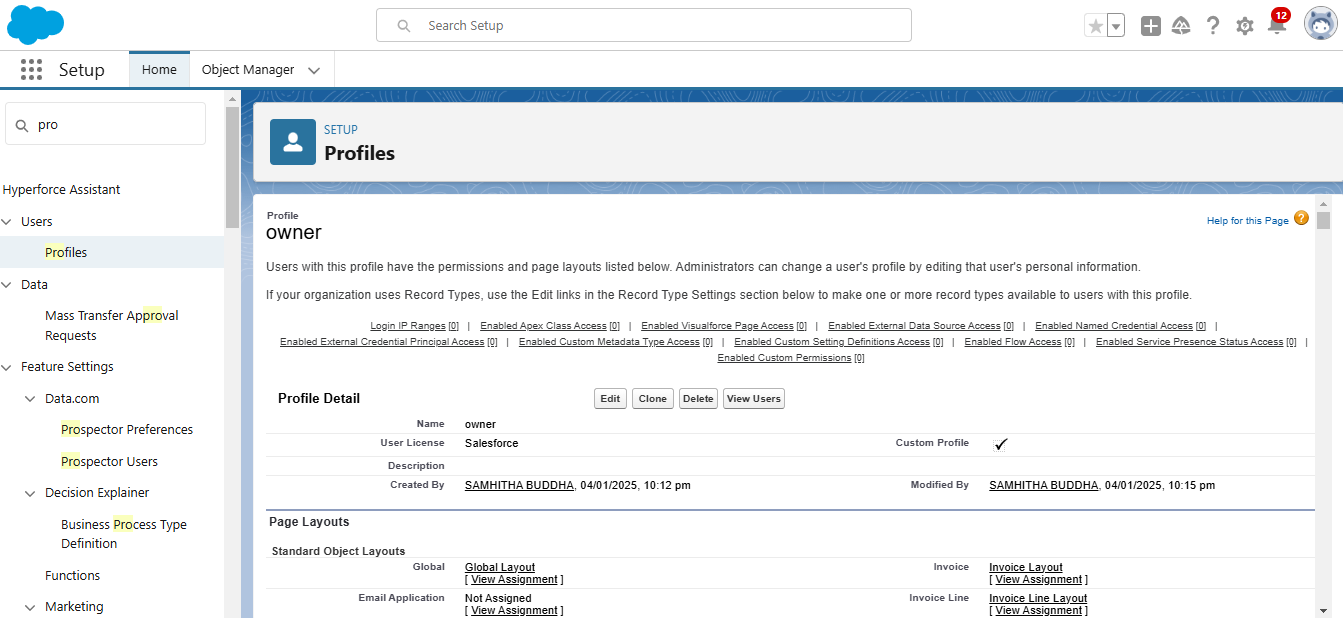 Search Setup
12
Setup
Home
Object Manager
pro
Hyperforce Assistant
Users
Profiles
Data
Mass Transfer Approval
Requests
Feature Settings
Data.com
Prospector Preferences
Prospector Users
Decision Explainer
Business Process Type
Definition
Functions
Marketing
SETUP
Profiles
Profile
owner
Help for this Page ?
Users with this profile have the permissions and page layouts listed below. Administrators can change a user's profile by editing that user's personal information.
If your organization uses Record Types, use the Edit links in the Record Type Settings section below to make one or more record types available to users with this profile.
Login IP Ranges [0] | Enabled Apex Class Access [0] | Enabled Visualforce Page Access [0] | Enabled External Data Source Access [0] | Enabled Named Credential Access [0] |
Enabled External Credential Principal Access [0] | Enabled Custom Metadata Type Access [0] | Enabled Custom Setting Definitions Access [0] | Enabled Flow Access [0] | Enabled Service Presence Status Access [0] |
Enabled Custom Permissions [0]
Profile Detail Edit Clone Delete View Users
Name owner
User License Salesforce Custom Profile
Description
Created By SAMHITHA BUDDHA, 04/01/2025, 10:12 pm Modified By SAMHITHA BUDDHA, 04/01/2025, 10:15 pm
Page Layouts
Standard Object Layouts
Global Global Layout Invoice Invoice Layout
[ View Assignment ] [ View Assignment ]
Email Application Not Assigned Invoice Line Invoice Line Layout
[ View Assignment ] [ View Assignment ]